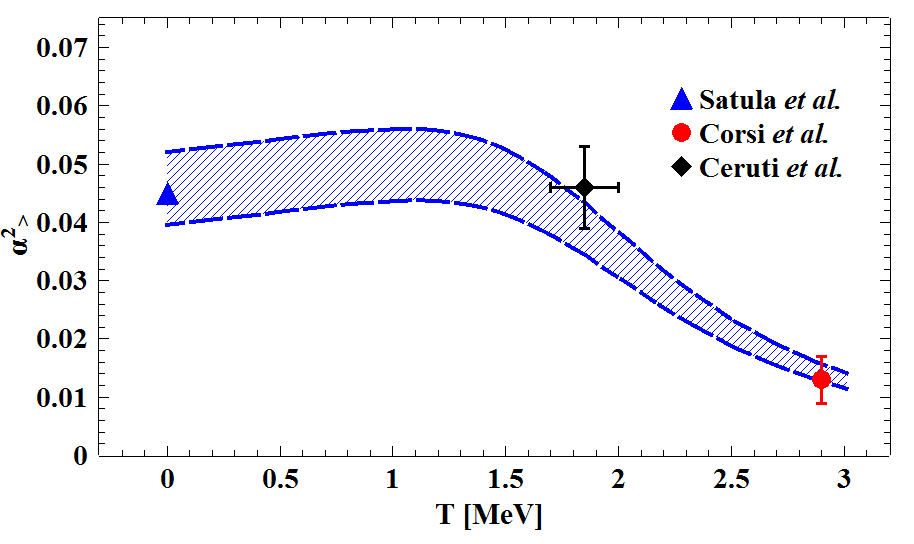 0.07
0.06
0.05
0.04
0.03
0.02
0.01
0
α²>
Satula et al.
Corsi et al.
Ceruti et al.
0 0.5 1 1.5 2 2.5 3
T [MeV]